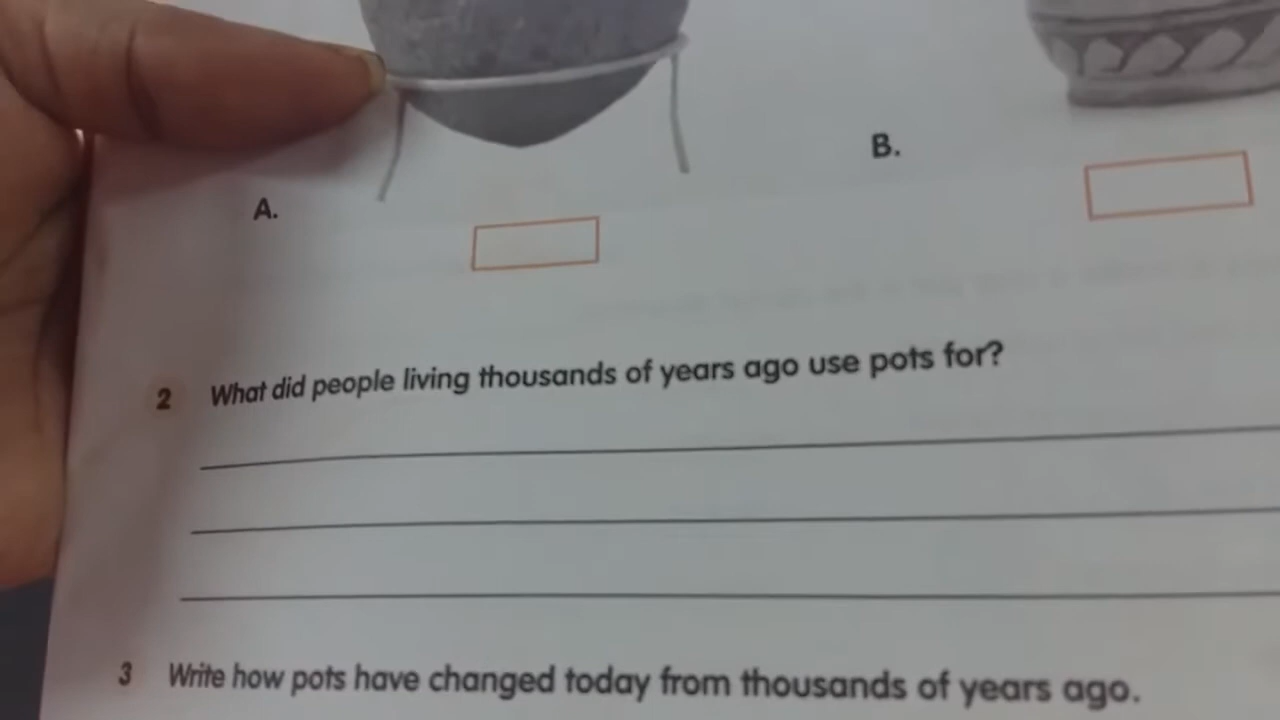 B.
A.
2 What did people living thousands of years ago use pots for?
3 Write how pots have changed today from thousands of years ago.